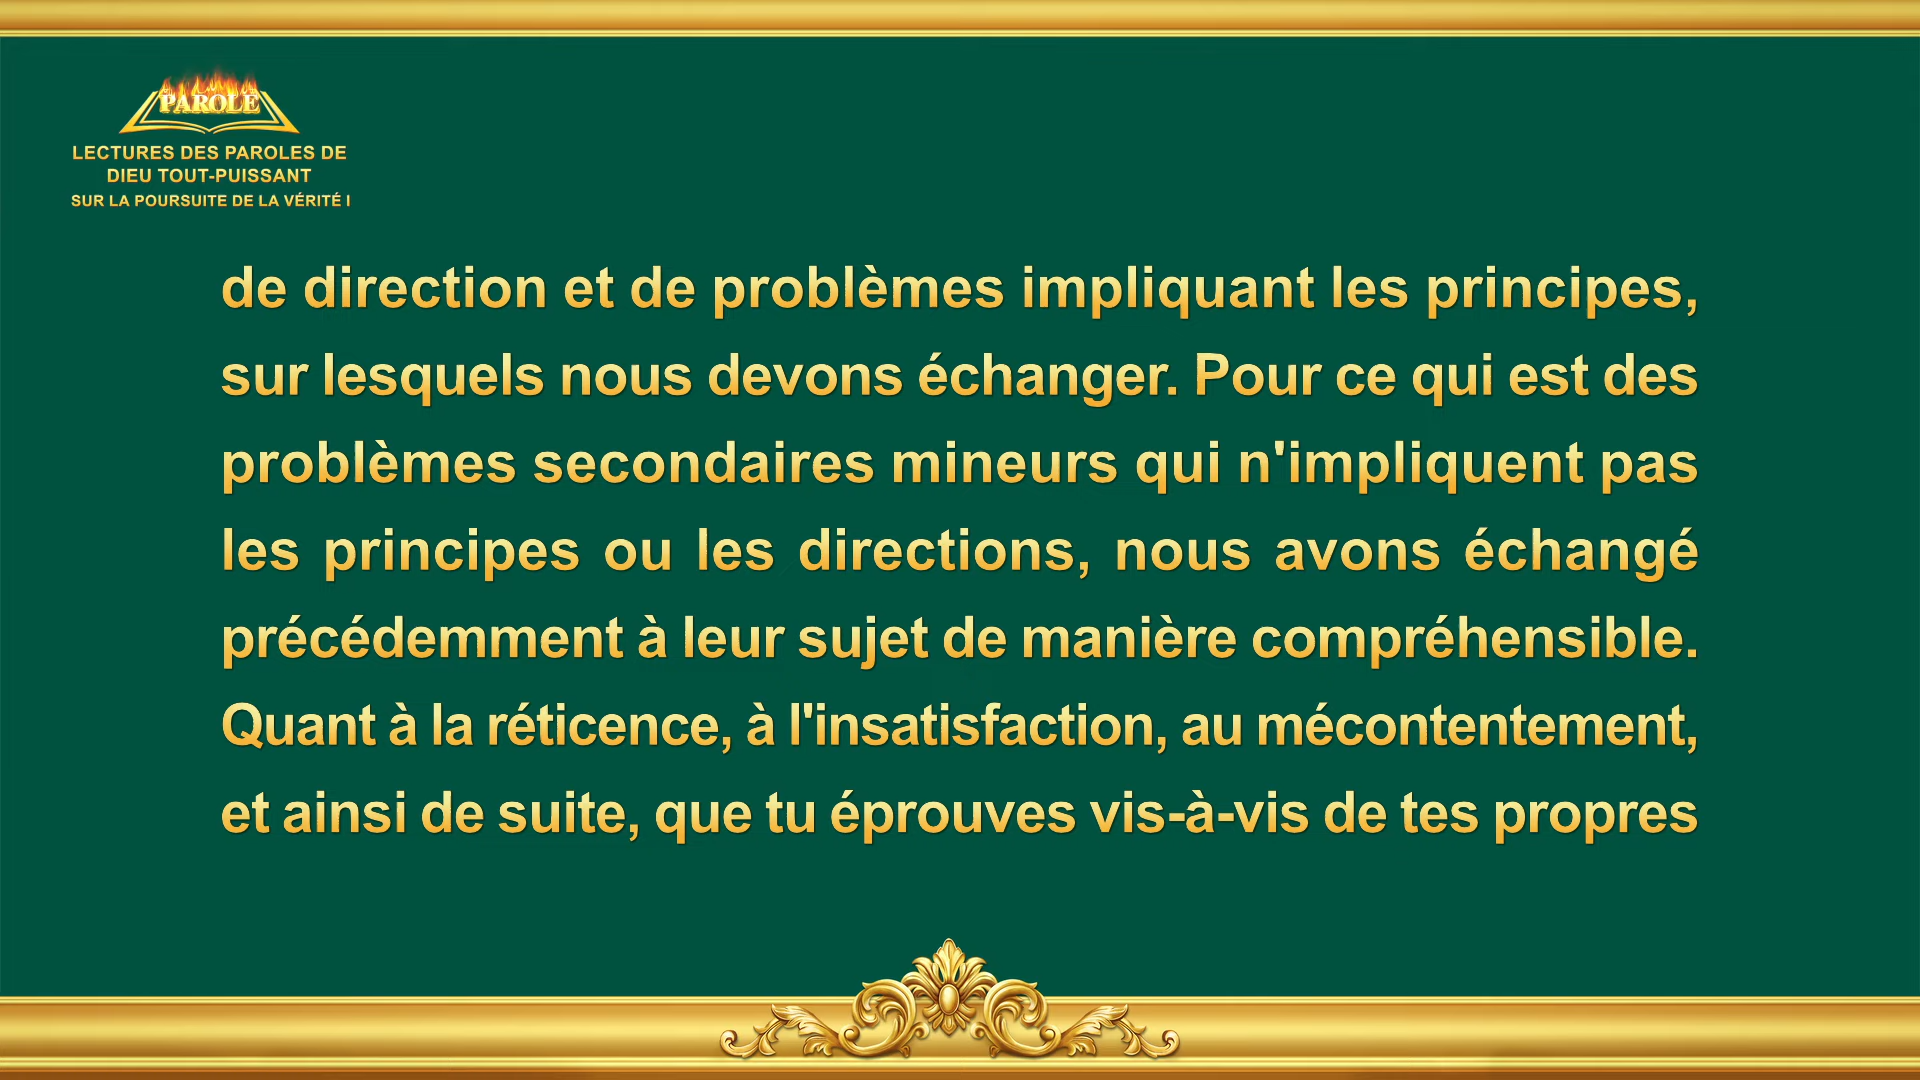 PAROLE
LECTURES DES PAROLES DE
DIEU TOUT-PUISSANT
SUR LA POURSUITE DE LA VÉRITÉ I
de direction et de problèmes impliquant les principes,
sur lesquels nous devons échanger. Pour ce qui est des
problèmes secondaires mineurs qui n'impliquent pas
les principes ou les directions, nous avons échangé
précédemment à leur sujet de manière compréhensible.
Quant à la réticence, à l'insatisfaction, au mécontentement,
et ainsi de suite, que tu éprouves vis-à-vis de tes propres